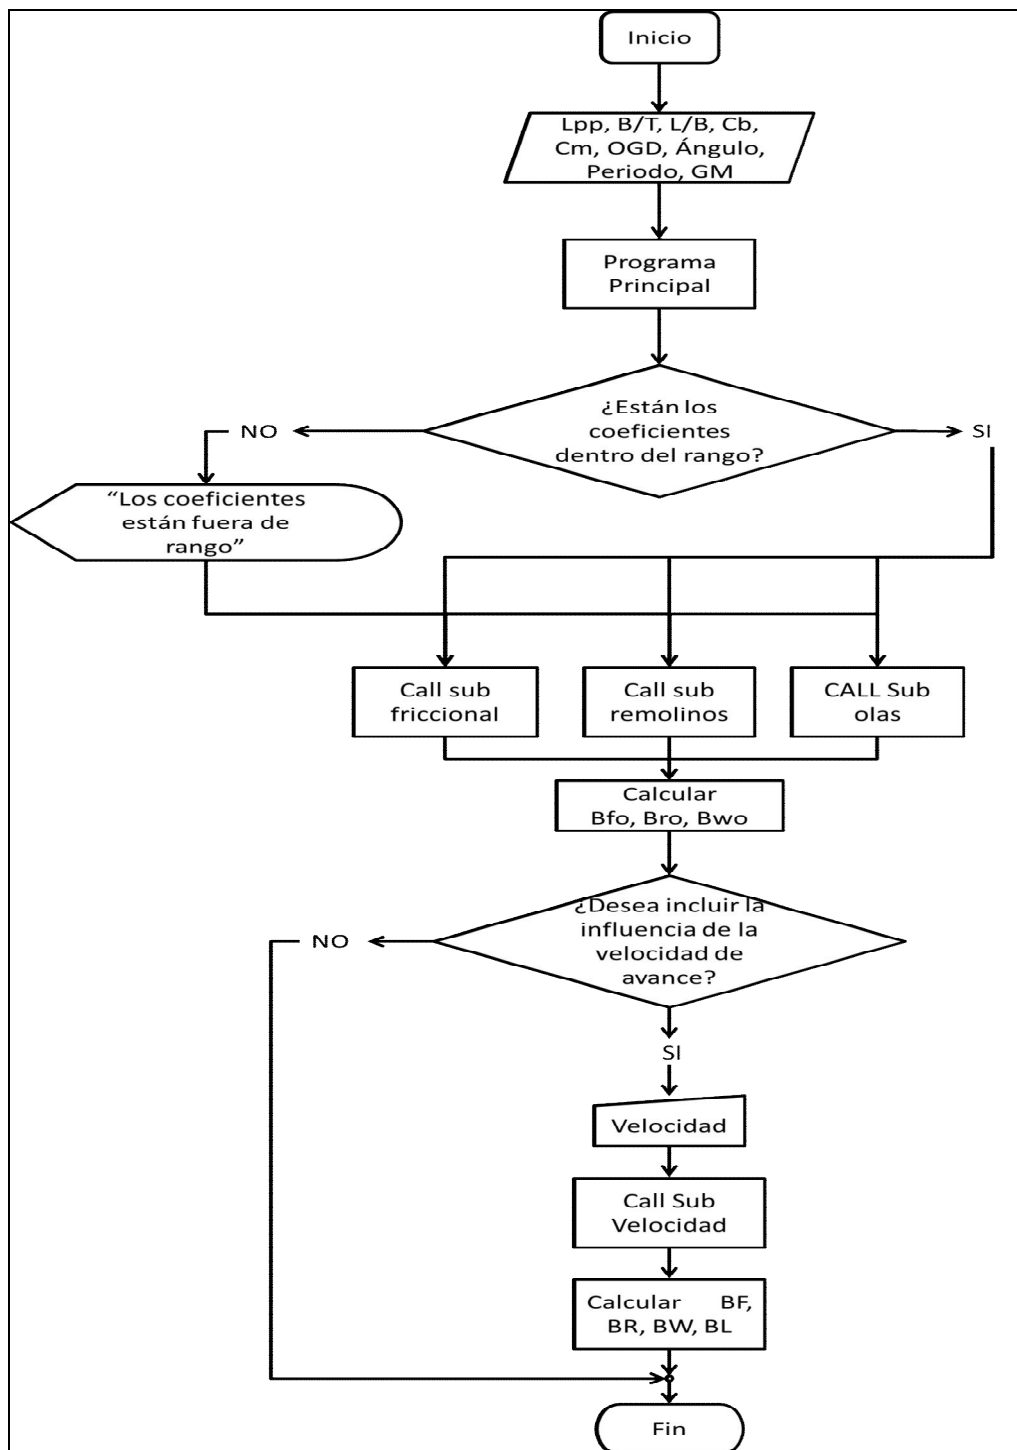 Inicio
Lpp, B/T, L/B, Cb,
Cm, OGD, Ángulo,
Periodo, GM
Programa
Principal
¿Están los
coeficientes
dentro del rango?
NO
SI
“Los coeficientes
están fuera de
rango”
Call sub
friccional
Call sub
remolinos
CALL Sub
olas
Calcular
Bfo, Bro, Bwo
¿Desea incluir la
influencia de la
velocidad de
avance?
NO
SI
Velocidad
Call Sub
Velocidad
Calcular BF,
BR, BW, BL
Fin